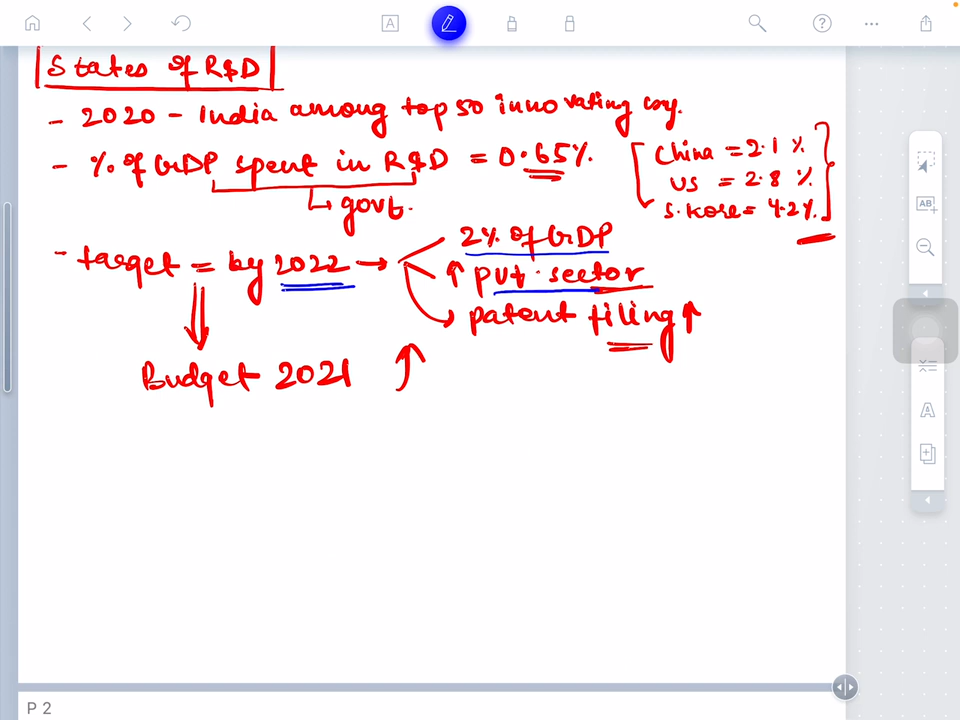 States of R&D
- 2020 - India among top 50 innovating
- % of GDP spent in R&D = 0.65%
China = 2.1 %
US = 2.8 %
S. Kore = 4.2%
↳ govt.
- target = by 2022 → 2% of GDP
↑ pvt. sector
patent filing ↑
Budget 2021 ↑
P 2